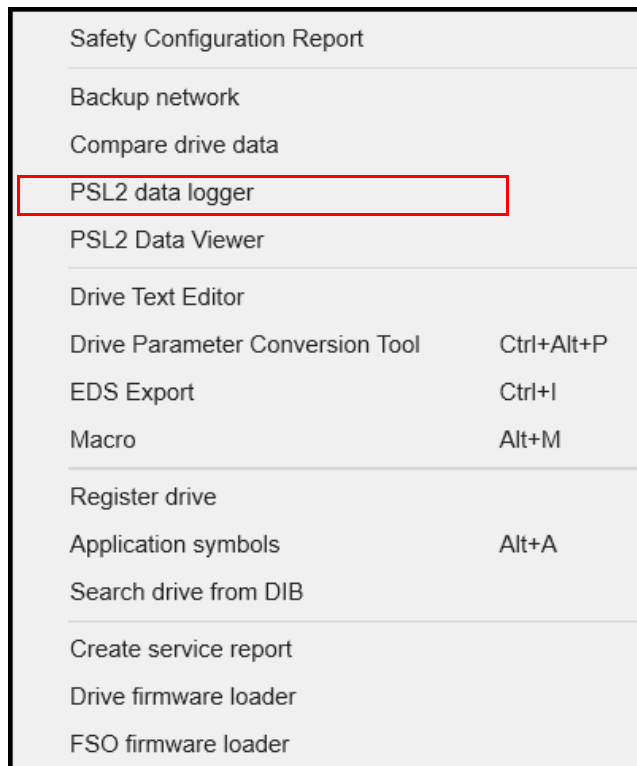 Safety Configuration Report
Backup network
Compare drive data
PSL2 data logger
PSL2 Data Viewer
Drive Text Editor
Drive Parameter Conversion Tool Ctrl+Alt+P
EDS Export Ctrl+I
Macro Alt+M
Register drive
Application symbols Alt+A
Search drive from DIB
Create service report
Drive firmware loader
FSO firmware loader